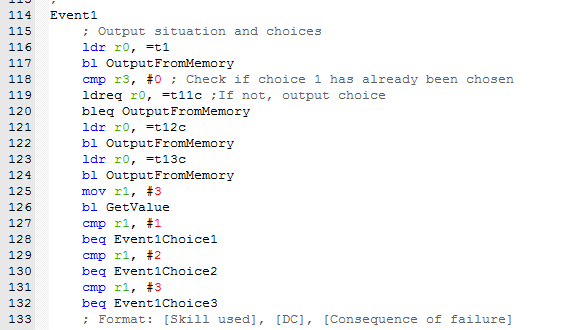 113 ;
114 Event1
115 ; Output situation and choices
116 ldr r0, =t1
117 bl OutputFromMemory
118 cmp r3, #0 ; Check if choice 1 has already been chosen
119 ldreq r0, =t11c ;If not, output choice
120 bleq OutputFromMemory
121 ldr r0, =t12c
122 bl OutputFromMemory
123 ldr r0, =t13c
124 bl OutputFromMemory
125 mov r1, #3
126 bl GetValue
127 cmp r1, #1
128 beq Event1Choice1
129 cmp r1, #2
130 beq Event1Choice2
131 cmp r1, #3
132 beq Event1Choice3
133 ; Format: [Skill used], [DC], [Consequence of failure]